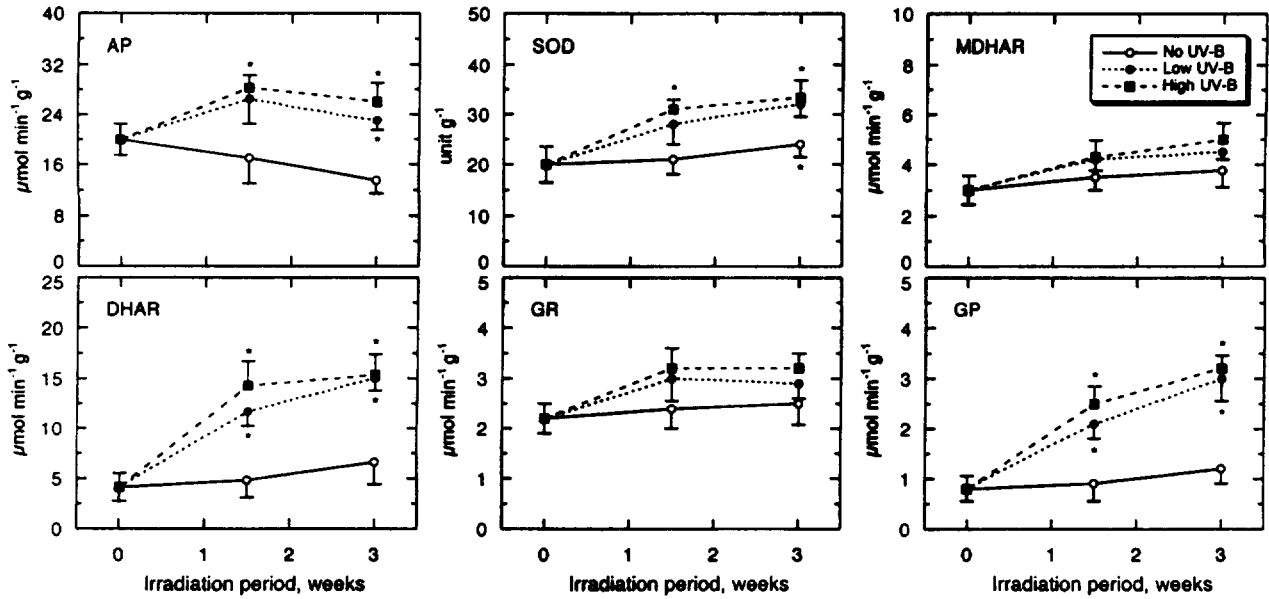 AP
40
32
24
16
8
0
µmol min⁻¹ g⁻¹
SOD
50
40
30
20
10
0
unit g⁻¹
MDHAR
10
8
6
4
2
0
µmol min⁻¹ g⁻¹
No UV-B
Low UV-B
High UV-B
DHAR
25
20
15
10
5
0
µmol min⁻¹ g⁻¹
0 1 2 3
Irradiation period, weeks
GR
5
4
3
2
1
0
µmol min⁻¹ g⁻¹
0 1 2 3
Irradiation period, weeks
GP
5
4
3
2
1
0
µmol min⁻¹ g⁻¹
0 1 2 3
Irradiation period, weeks